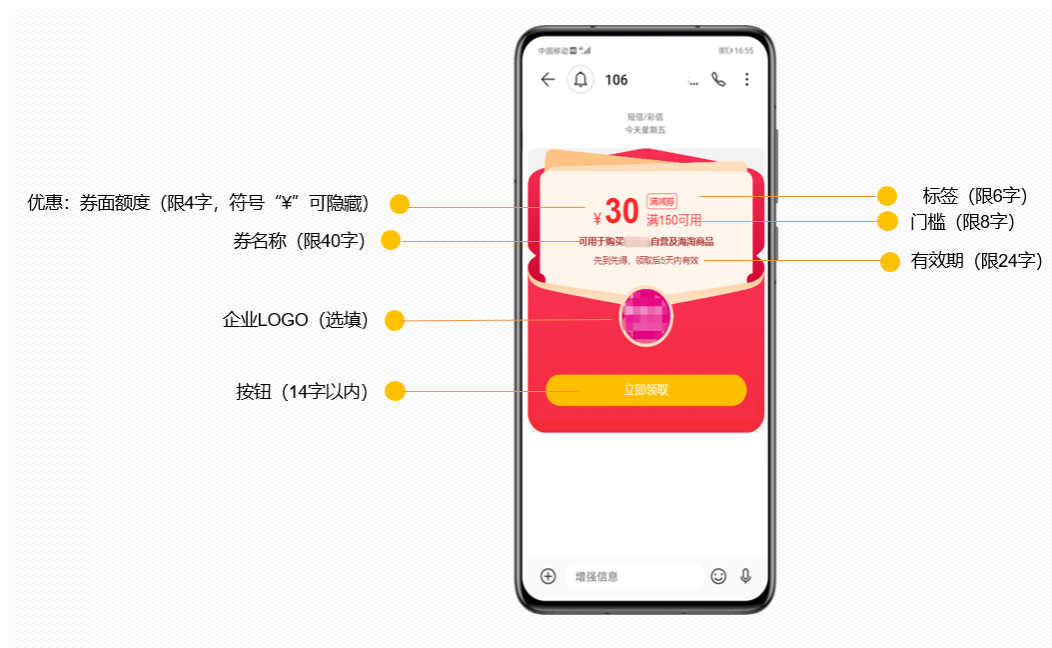 中国移动
16:55
106
短信/彩信
今天星期五
优惠：券面额度（限4字，符号“¥”可隐藏）
券名称（限40字）
企业LOGO（选填）
按钮（14字以内）
¥30
满减券
满150可用
可用于购买
自营及海淘商品
先到先得，领取后5天内有效
立即领取
标签（限6字）
门槛（限8字）
有效期（限24字）
增强信息